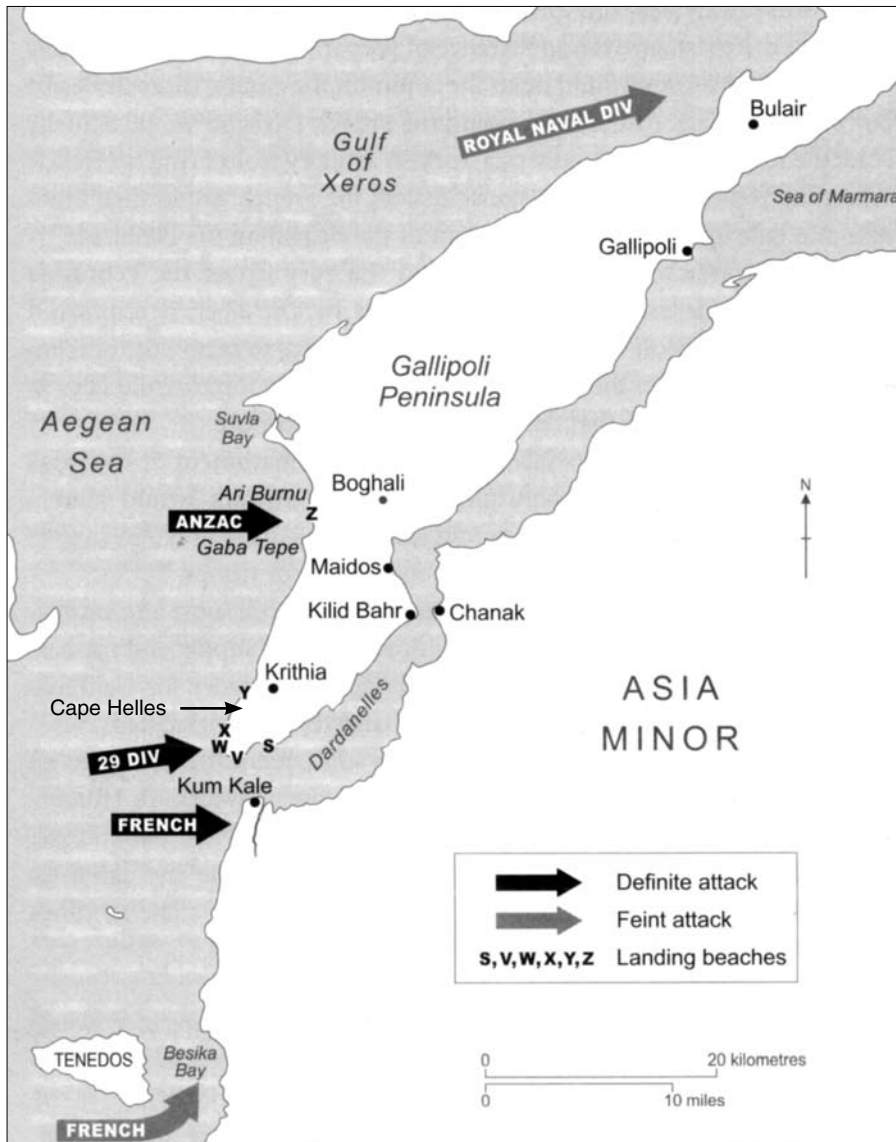 ROYAL NAVAL DIV
Bulair
Gulf
of
Xeros
Sea of Marmara
Gallipoli
Gallipoli
Peninsula
Aegean
Sea
Suvla
Bay
Ari Burnu
Boghali
Z
ANZAC
N
Gaba Tepe
Maidos
Kilid Bahr
Chanak
Krithia
Y
ASIA
MINOR
Cape Helles
Dardanelles
X
W
S
V
29 DIV
Kum Kale
FRENCH
Definite attack
Feint attack
S, V, W, X, Y, Z Landing beaches
TENEDOS
Besika
Bay
0 20 kilometres
0 10 miles
FRENCH